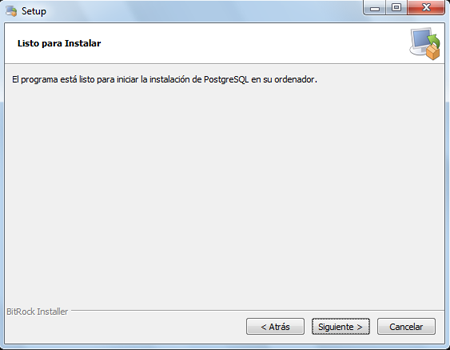 Setup
Listo para Instalar
El programa está listo para iniciar la instalación de PostgreSQL en su ordenador.
BitRock Installer
< Atrás
Siguiente >
Cancelar